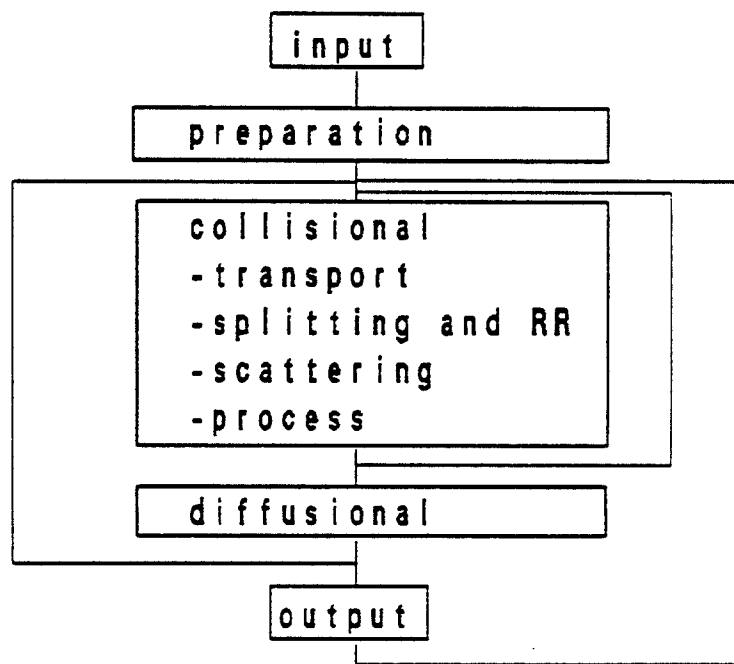 input
preparation
collisional
-transport
-splitting and RR
-scattering
-process
diffusional
output